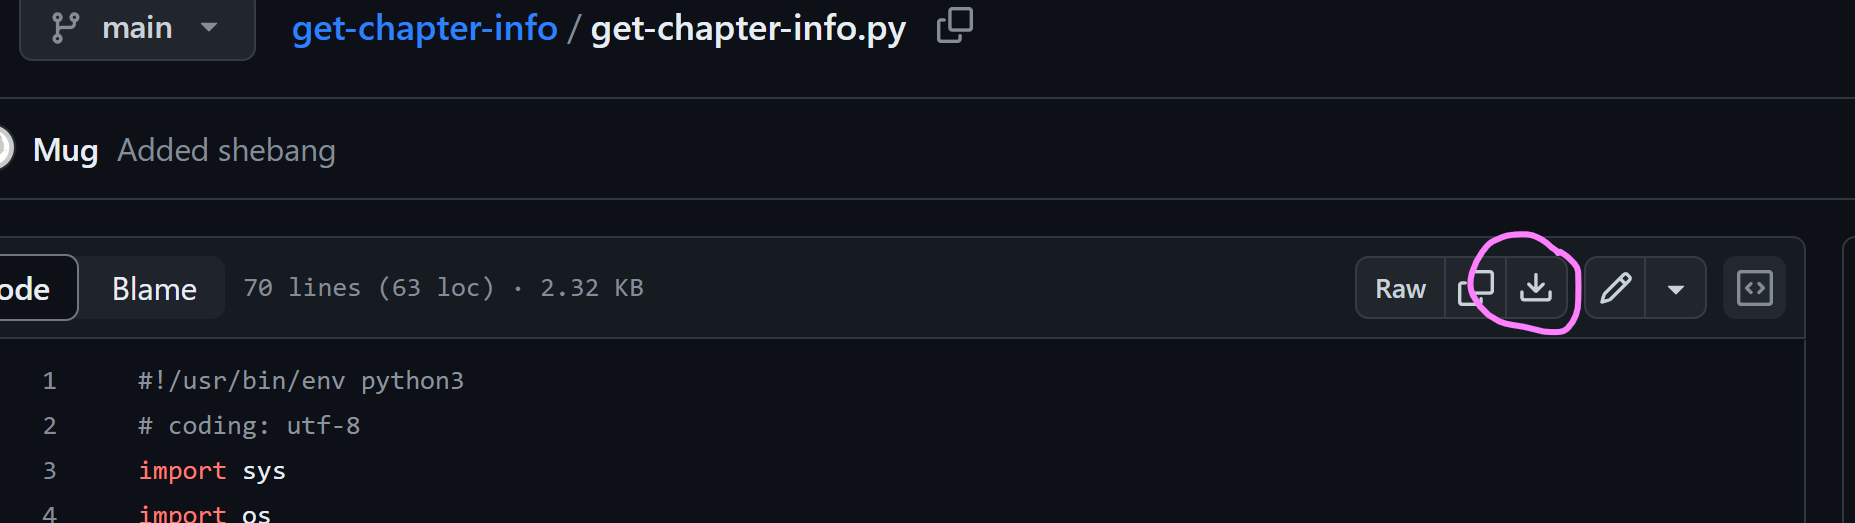 main get-chapter-info / get-chapter-info.py
Mug Added shebang
ode Blame 70 lines (63 loc) · 2.32 KB Raw
1 #!/usr/bin/env python3
2 # coding: utf-8
3 import sys
4 import os